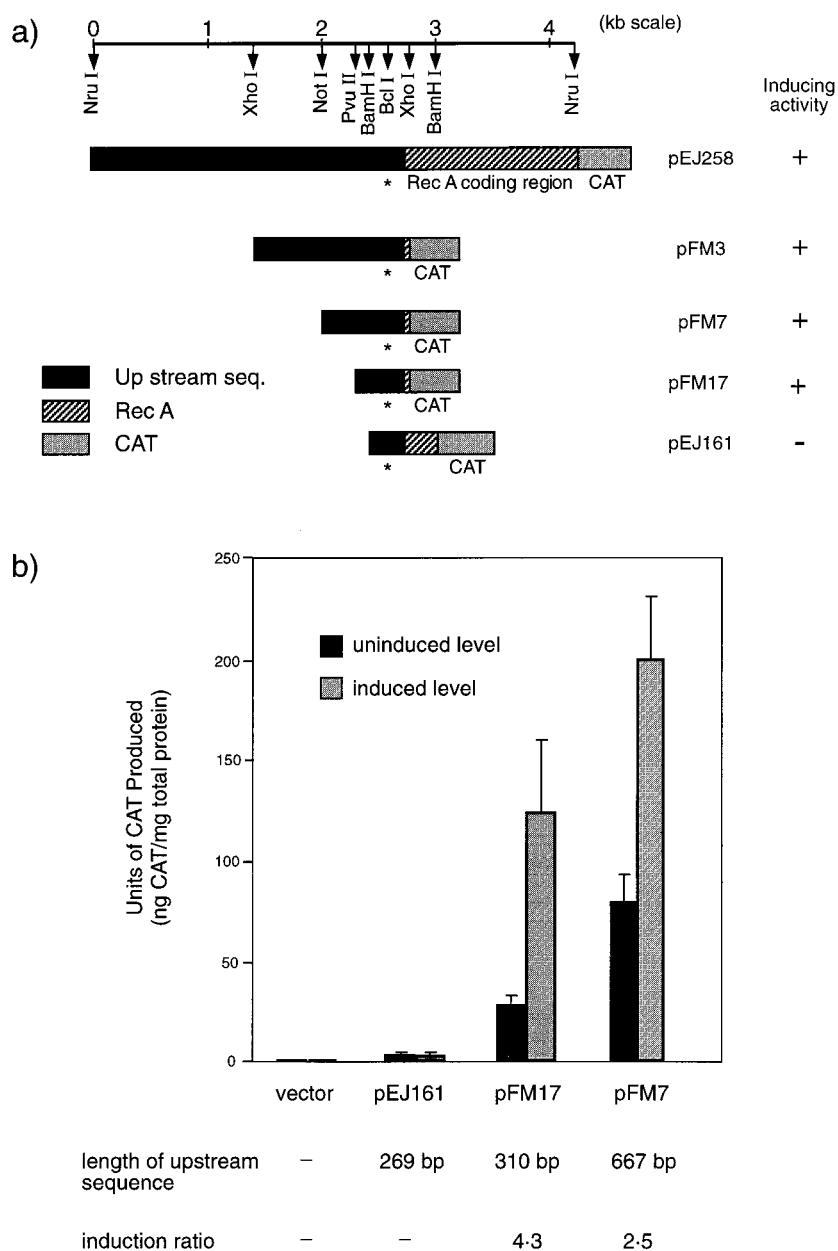 a)
0 1 2 3 4 (kb scale)
Nru I
Xho I
Not I
Pvu II
BamH I
Bcl I
Xho I
BamH I
Nru I
Inducing
activity
pEJ258 +
* Rec A coding region CAT
pFM3 +
* CAT
pFM7 +
* CAT
pFM17 +
* CAT
pEJ161 -
* CAT
Up stream seq.
Rec A
CAT
b)
Units of CAT Produced
(ng CAT/mg total protein)
250
200
150
100
50
0
uninduced level
induced level
vector pEJ161 pFM17 pFM7
length of upstream
sequence
– 269 bp 310 bp 667 bp
induction ratio – – 4·3 2·5